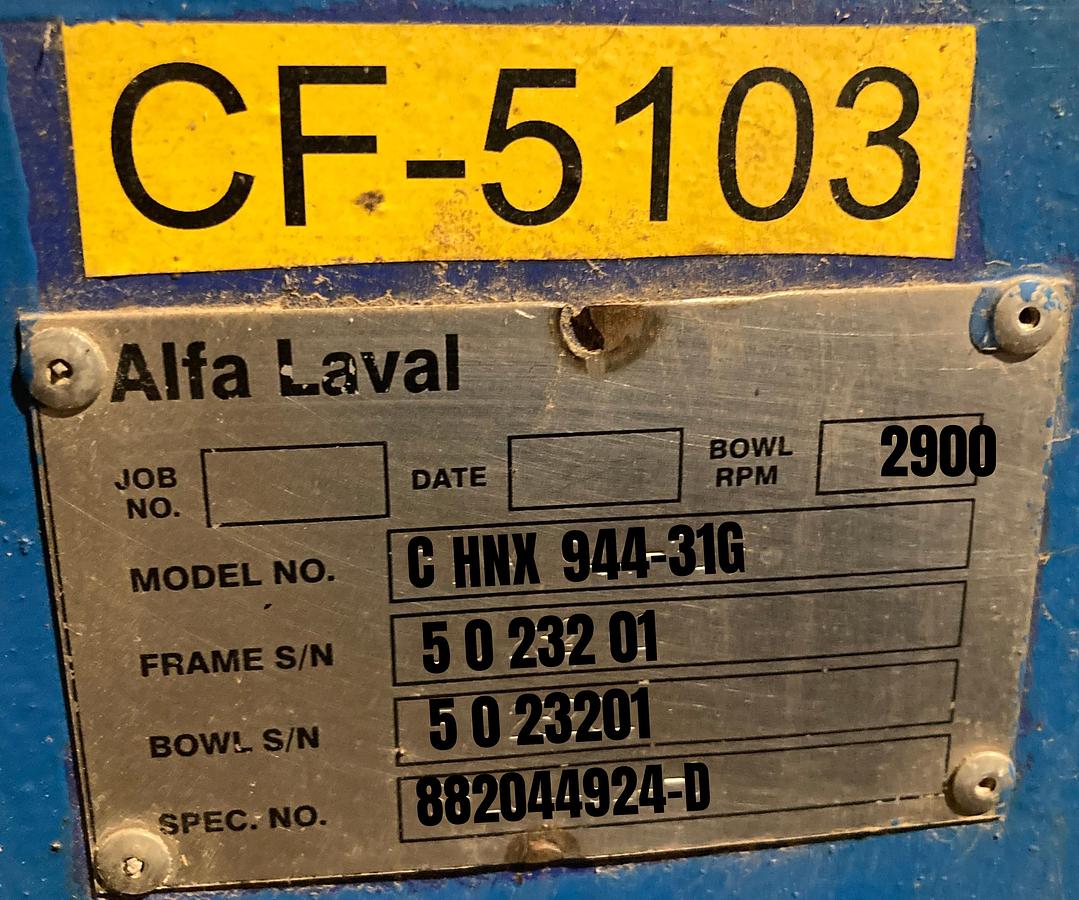 CF-5103
Alfa Laval
JOB NO. DATE BOWL RPM 2900
MODEL NO. C HNX 944-31G
FRAME S/N 5 0 232 01
BOWL S/N 5 0 23201
SPEC. NO. 882044924-D